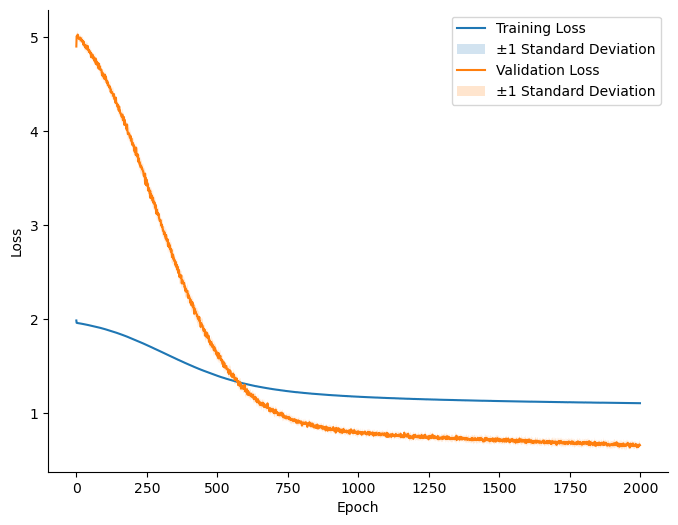 Training Loss
±1 Standard Deviation
Validation Loss
±1 Standard Deviation
5
4
3
2
1
Loss
0 250 500 750 1000 1250 1500 1750 2000
Epoch